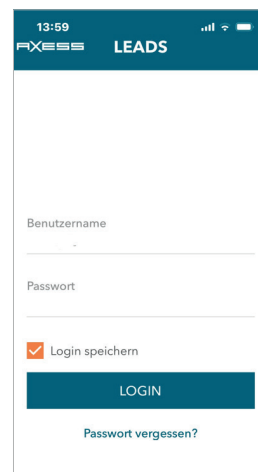 13:59
AXESS LEADS
Benutzername
Passwort
Login speichern
LOGIN
Passwort vergessen?